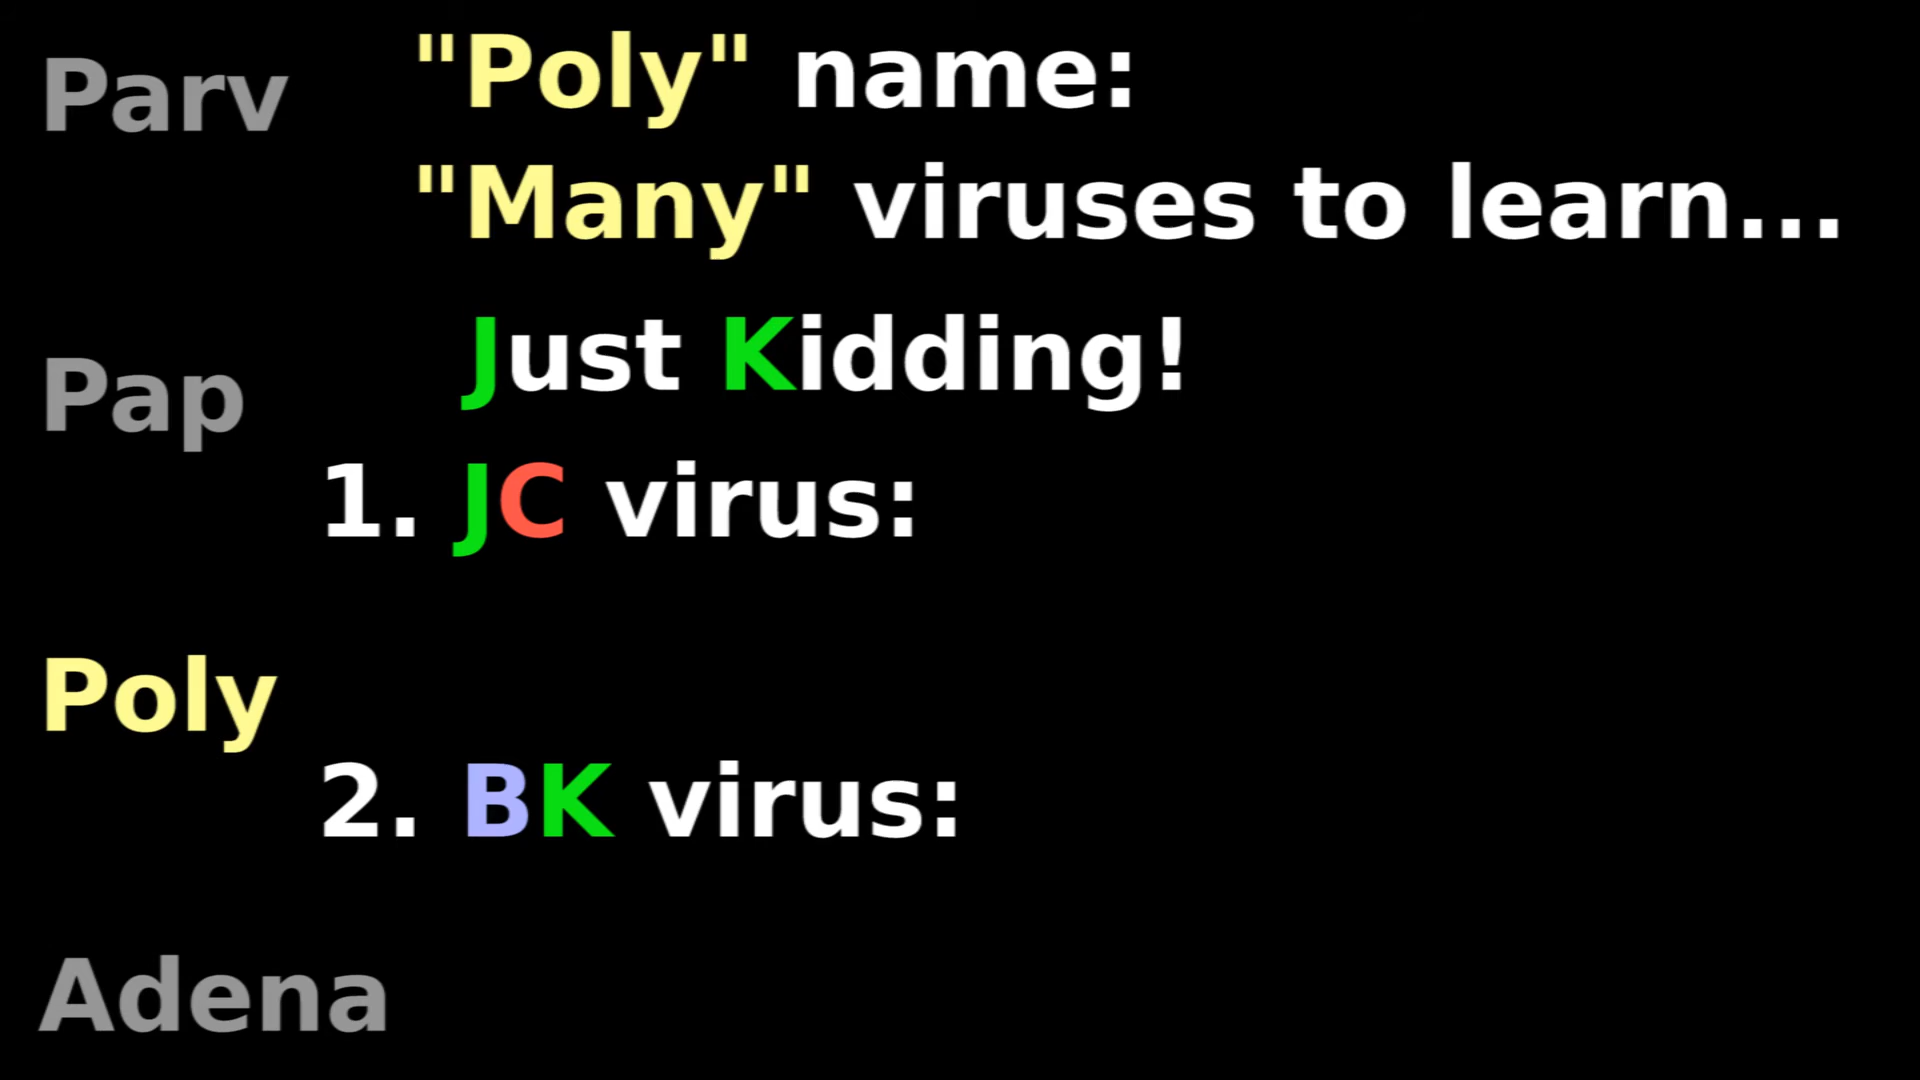 Parv
"Poly" name:
"Many" viruses to learn...
Just Kidding!
Pap
1. JC virus:
Poly
2. BK virus:
Adena